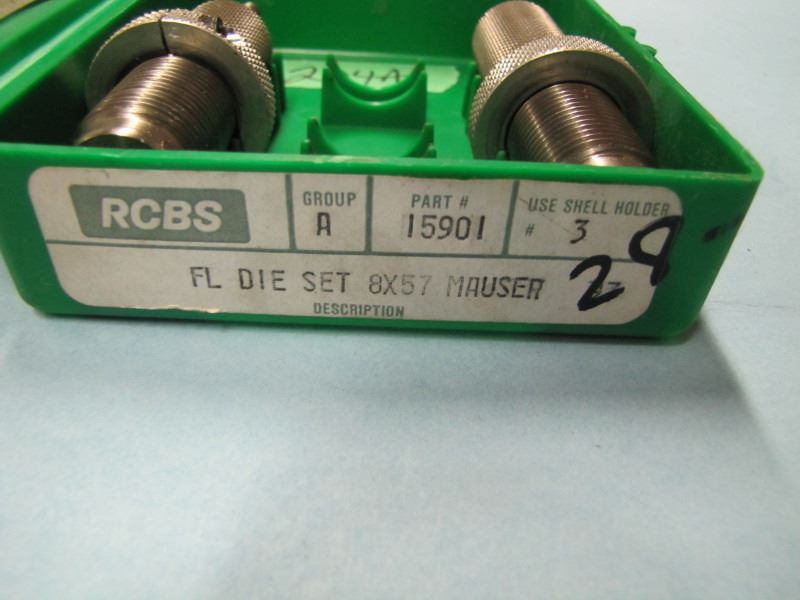 RCBS
GROUP
A
PART #
15901
USE SHELL HOLDER
# 3
FL DIE SET 8X57 MAUSER
DESCRIPTION
28